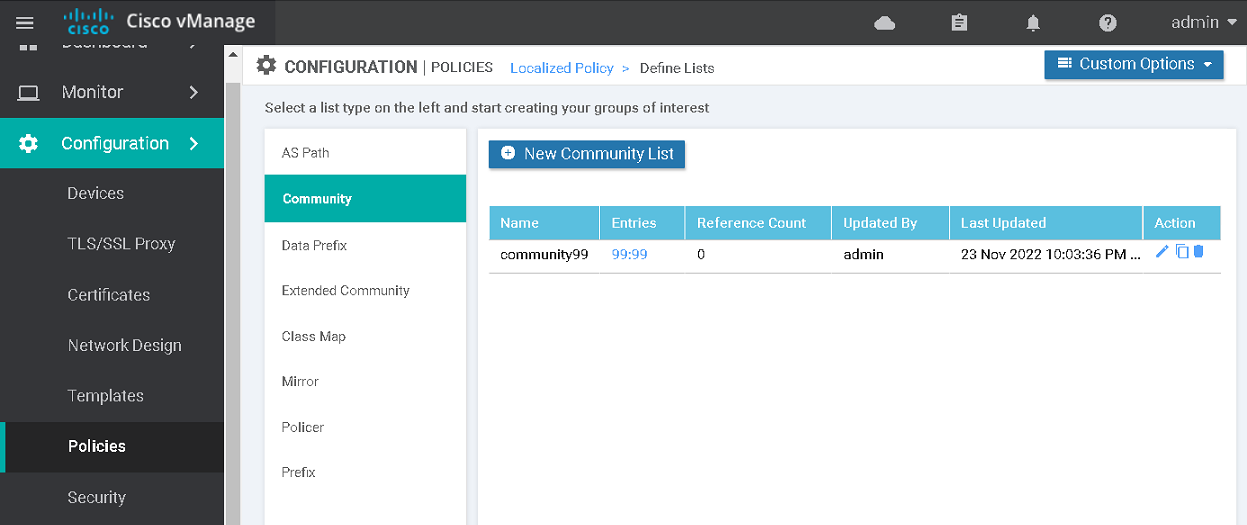 cisco Cisco vManage admin
Dashboard
CONFIGURATION | POLICIES Localized Policy > Define Lists Custom Options
Monitor
Select a list type on the left and start creating your groups of interest
Configuration
AS Path
New Community List
Devices
Community
Name Entries Reference Count Updated By Last Updated Action
TLS/SSL Proxy
Data Prefix
community99 99:99 0 admin 23 Nov 2022 10:03:36 PM ...
Certificates
Extended Community
Network Design
Class Map
Templates
Mirror
Policies
Policer
Security
Prefix